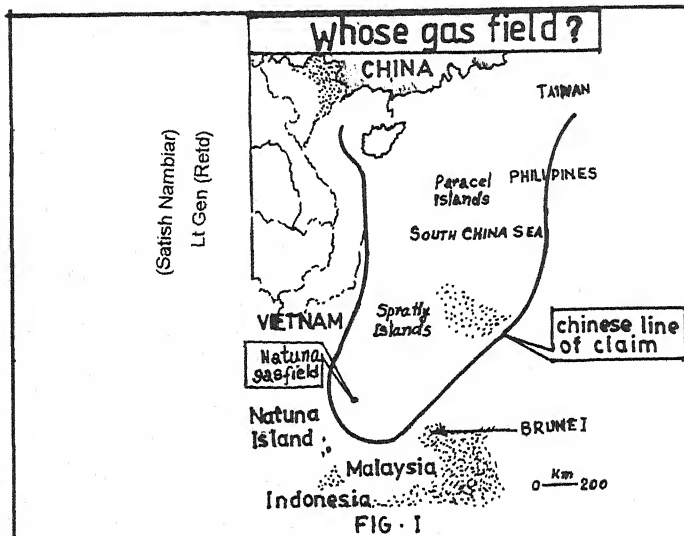 Whose gas field?
CHINA
TAIWAN
(Satish Nambiar)
Lt Gen (Retd)
Paracel
Islands
PHILIPINES
SOUTH CHINA SEA
Spratly
Islands
VIETNAM
chinese line
of claim
Natuna
gasfield
Natuna
Island
BRUNEI
Malaysia
Indonesia
0 Km 200
FIG. I